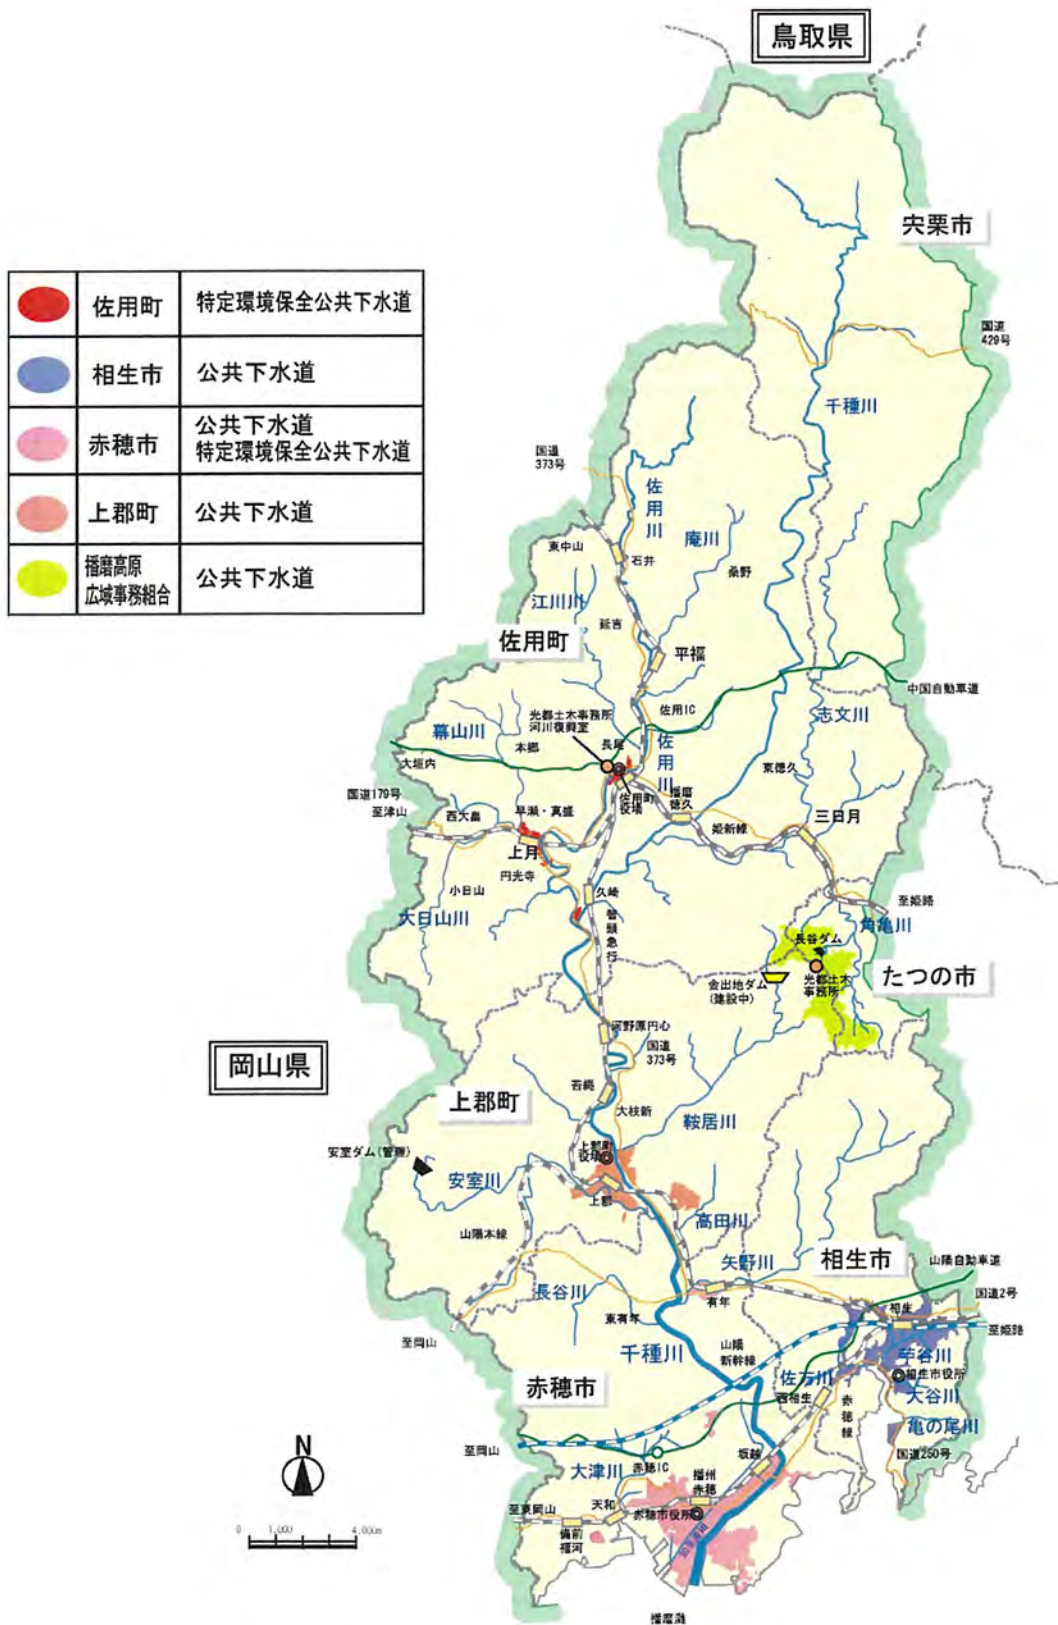 鳥取県
宍粟市
国道
429号
千種川
佐用町
特定環境保全公共下水道
相生市
公共下水道
赤穂市
公共下水道
特定環境保全公共下水道
上郡町
公共下水道
播磨高原
広域事務組合
公共下水道
国道
373号
佐用川
庵川
東中山
石井
桑野
江川川
延吉
佐用町
平福
中国自動車道
佐用IC
志文川
光都土木事務所
河川復興室
幕山川
本郷
長尾
佐用川
大垣内
東徳久
国道179号
至津山
佐用町
役場
播磨
徳久
西大畠
早瀬・真盛
姫新線
三日月
上月
円光寺
小日山
久崎
至姫路
大日山川
智頭急行
角亀川
長谷ダム
たつの市
金出地ダム
(建設中)
光都土木
事務所
河野原円心
国道
373号
岡山県
上郡町
苔縄
大枝新
鞍居川
上郡町
役場
安室ダム(管理)
安室川
上郡
高田川
山陽本線
矢野川
相生市
山陽自動車道
長谷川
有年
相生
国道2号
東有年
至姫路
至岡山
千種川
山陽
新幹線
苧谷川
佐方川
相生市役所
赤穂市
西相生
大谷川
赤穂線
亀の尾川
至岡山
国道250号
N
大津川
赤穂IC
坂越
播州
赤穂
天和
至東岡山
赤穂市役所
0 1,000 4,000m
備前
福河
播磨灘